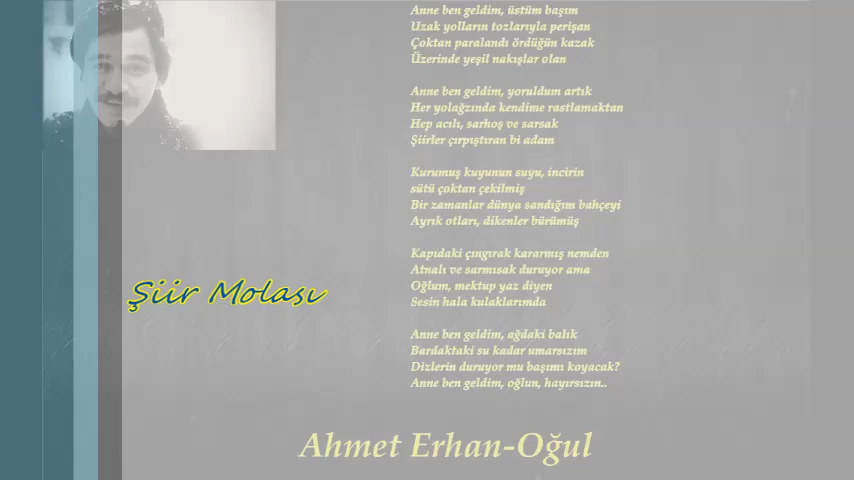 Anne ben geldim, üstüm başım
Uzak yolların tozlarıyla perişan
Çoktan paralandı ördüğün kazak
Üzerinde yeşil nakışlar olan
Anne ben geldim, yoruldum artık
Her yolağzında kendime rastlamaktan
Hep acılı, sarhoş ve sarsak
Şiirler çırpıştıran bi adam
Kurumuş kuyunun suyu, incirin
sütü çoktan çekilmiş
Bir zamanlar dünya sandığım bahçeyi
Ayrık otları, dikenler bürümüş
Kapıdaki çıngırak kararmış nemden
Atnalı ve sarmısak duruyor ama
Oğlum, mektup yaz diyen
Sesin hala kulaklarımda
Anne ben geldim, ağdaki balık
Bardaktaki su kadar umarsızım
Dizlerin duruyor mu başımı koyacak?
Anne ben geldim, oğlun, hayırsızın..
Şiir Molası
Ahmet Erhan-Oğul